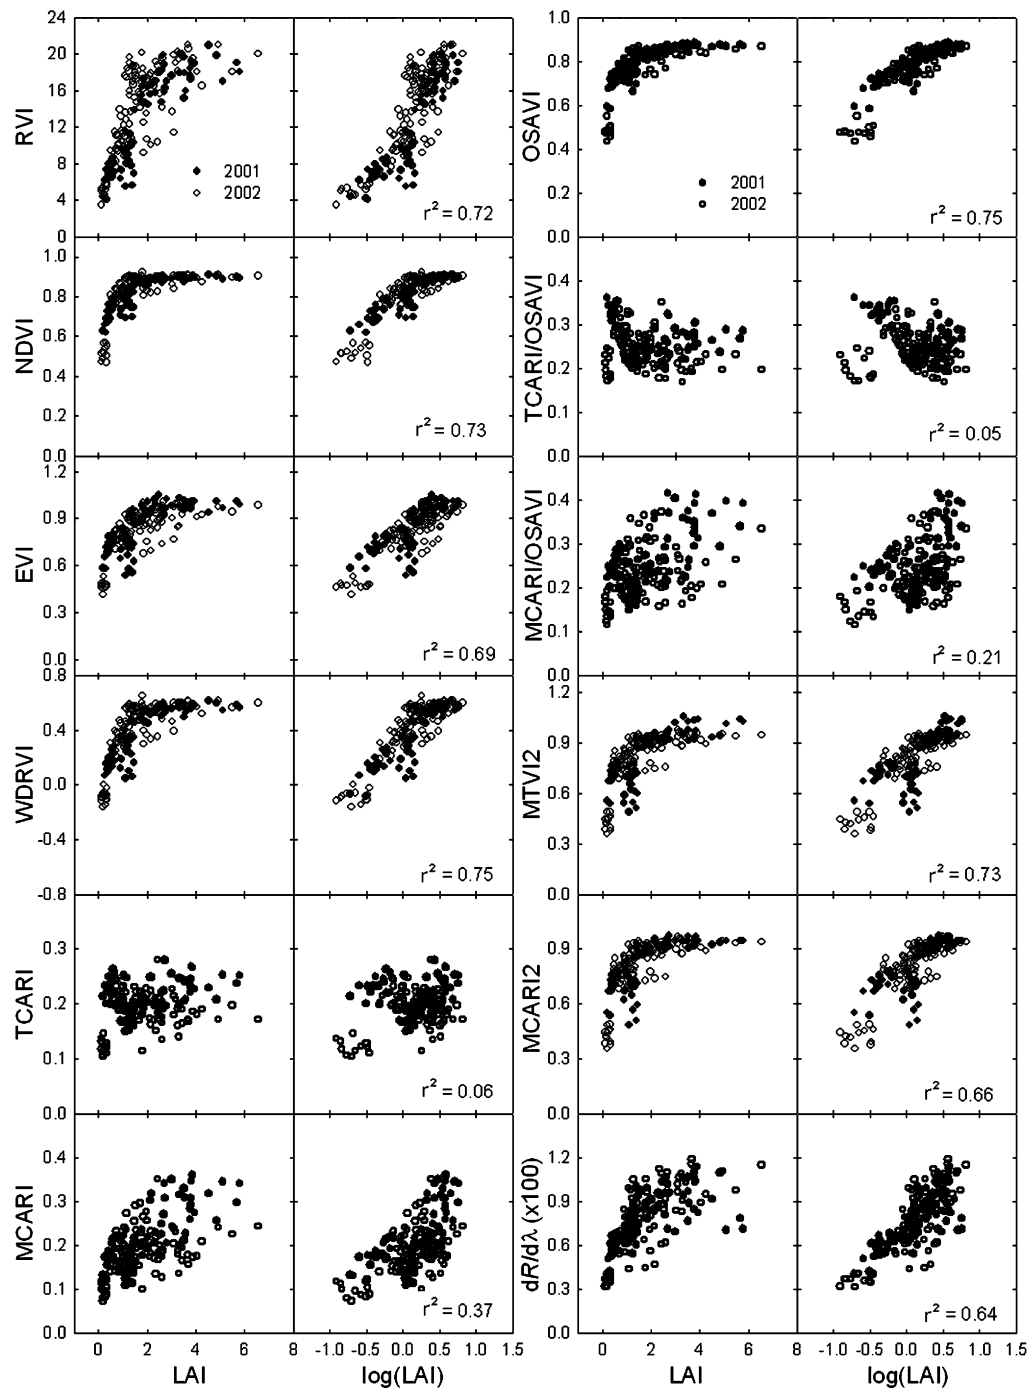 24
20
16
12
8
4
0
RVI
2001
2002
r² = 0.72
1.0
0.8
0.6
0.4
0.2
0.0
OSAVI
2001
2002
r² = 0.75
1.0
0.8
0.6
0.4
0.2
0.0
NDVI
r² = 0.73
0.4
0.3
0.2
0.1
0.0
TCARI/OSAVI
r² = 0.05
1.2
0.9
0.6
0.3
0.0
EVI
r² = 0.69
0.4
0.3
0.2
0.1
0.0
MCARI/OSAVI
r² = 0.21
0.8
0.4
0.0
-0.4
-0.8
WDRVI
r² = 0.75
1.2
0.9
0.6
0.3
0.0
MTVI2
r² = 0.73
0.3
0.2
0.1
0.0
TCARI
r² = 0.06
0.9
0.6
0.3
0.0
MCARI2
r² = 0.66
0.4
0.3
0.2
0.1
0.0
MCARI
r² = 0.37
1.2
0.9
0.6
0.3
0.0
dR/dλ (x100)
r² = 0.64
0 2 4 6 8 -1.0 -0.5 0.0 0.5 1.0 1.5
LAI log(LAI)
0 2 4 6 8 -1.0 -0.5 0.0 0.5 1.0 1.5
LAI log(LAI)